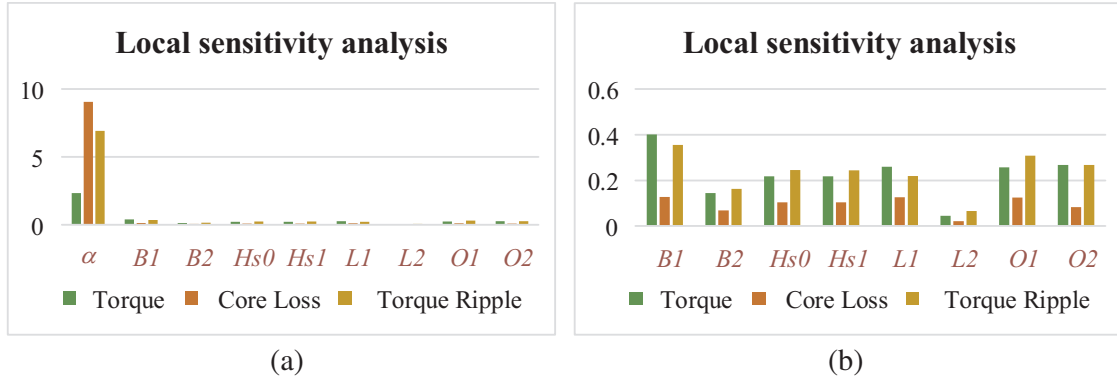 Local sensitivity analysis
10
5
0
α B1 B2 Hs0 Hs1 L1 L2 O1 O2
Torque Core Loss Torque Ripple
(a)
Local sensitivity analysis
0.6
0.4
0.2
0
B1 B2 Hs0 Hs1 L1 L2 O1 O2
Torque Core Loss Torque Ripple
(b)